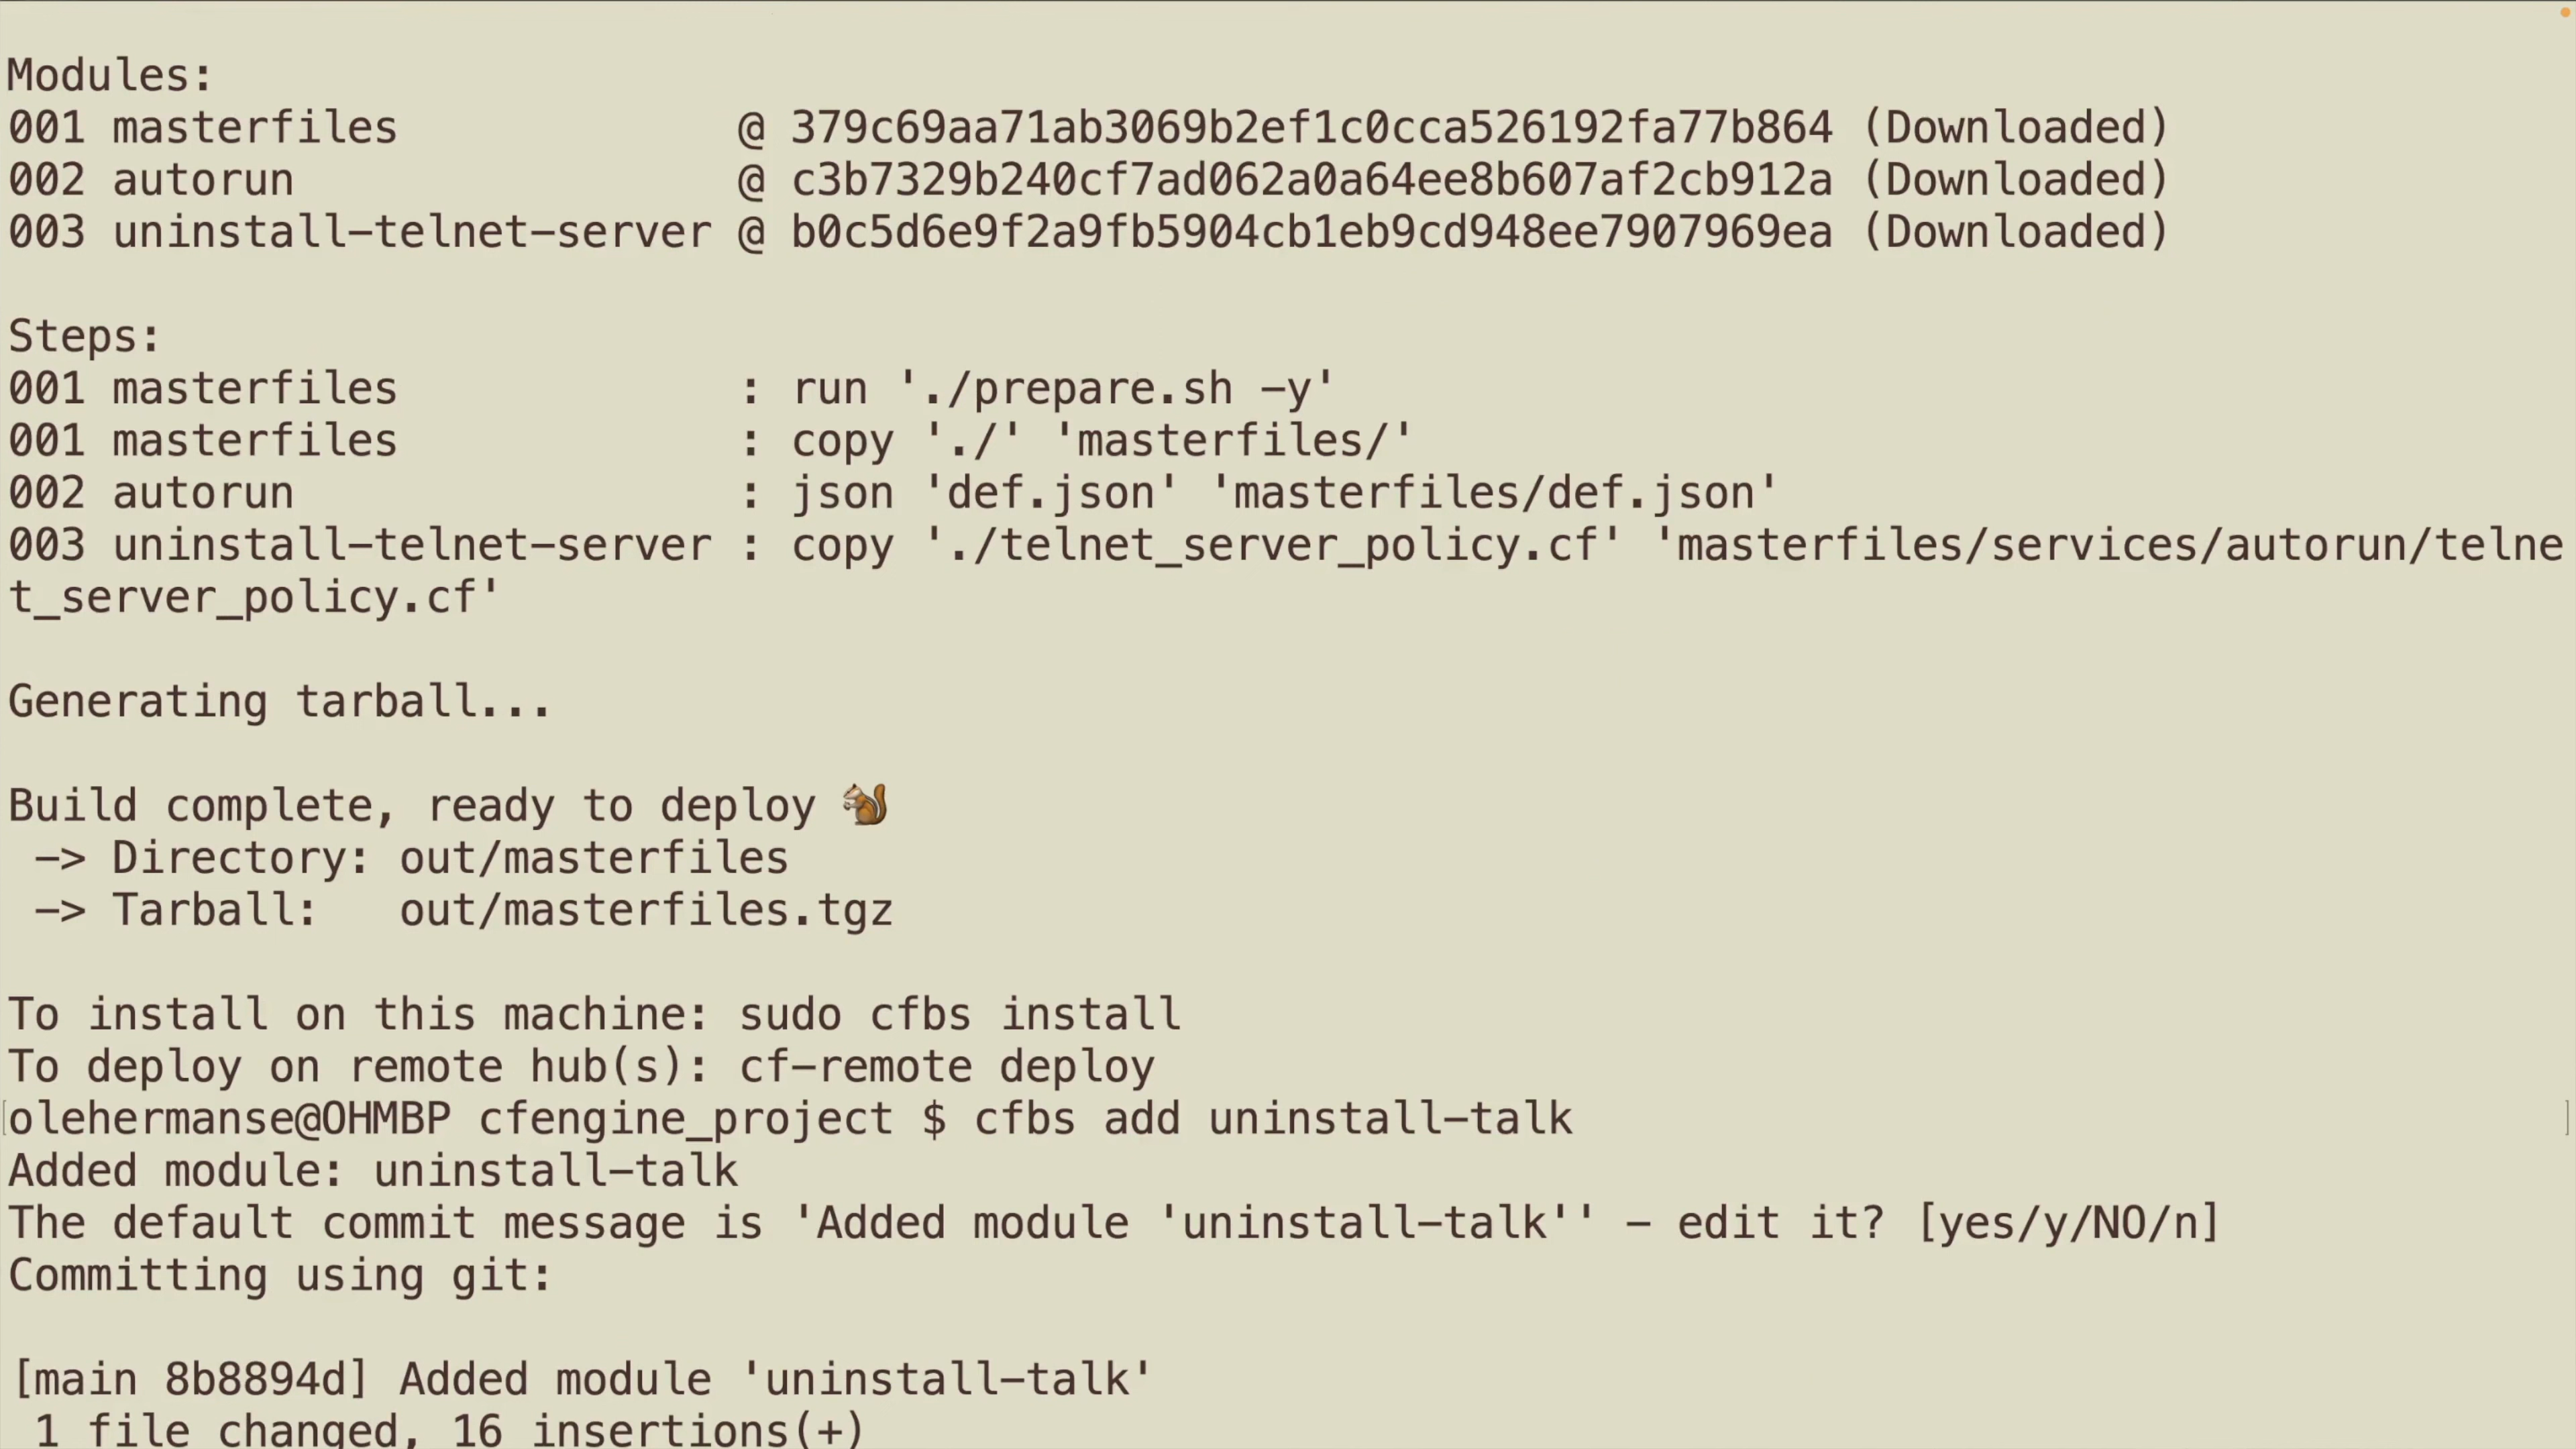 Modules:
001 masterfiles             @ 379c69aa71ab3069b2ef1c0cca526192fa77b864 (Downloaded)
002 autorun                 @ c3b7329b240cf7ad062a0a64ee8b607af2cb912a (Downloaded)
003 uninstall-telnet-server @ b0c5d6e9f2a9fb5904cb1eb9cd948ee7907969ea (Downloaded)

Steps:
001 masterfiles             : run './prepare.sh -y'
001 masterfiles             : copy './' 'masterfiles/'
002 autorun                 : json 'def.json' 'masterfiles/def.json'
003 uninstall-telnet-server : copy './telnet_server_policy.cf' 'masterfiles/services/autorun/telne
t_server_policy.cf'

Generating tarball...

Build complete, ready to deploy 🐿️
 -> Directory: out/masterfiles
 -> Tarball:   out/masterfiles.tgz

To install on this machine: sudo cfbs install
To deploy on remote hub(s): cf-remote deploy
[olehermanse@OHMBP cfengine_project $ cfbs add uninstall-talk ]
Added module: uninstall-talk
The default commit message is 'Added module 'uninstall-talk'' - edit it? [yes/y/NO/n]
Committing using git:

[main 8b8894d] Added module 'uninstall-talk'
 1 file changed, 16 insertions(+)